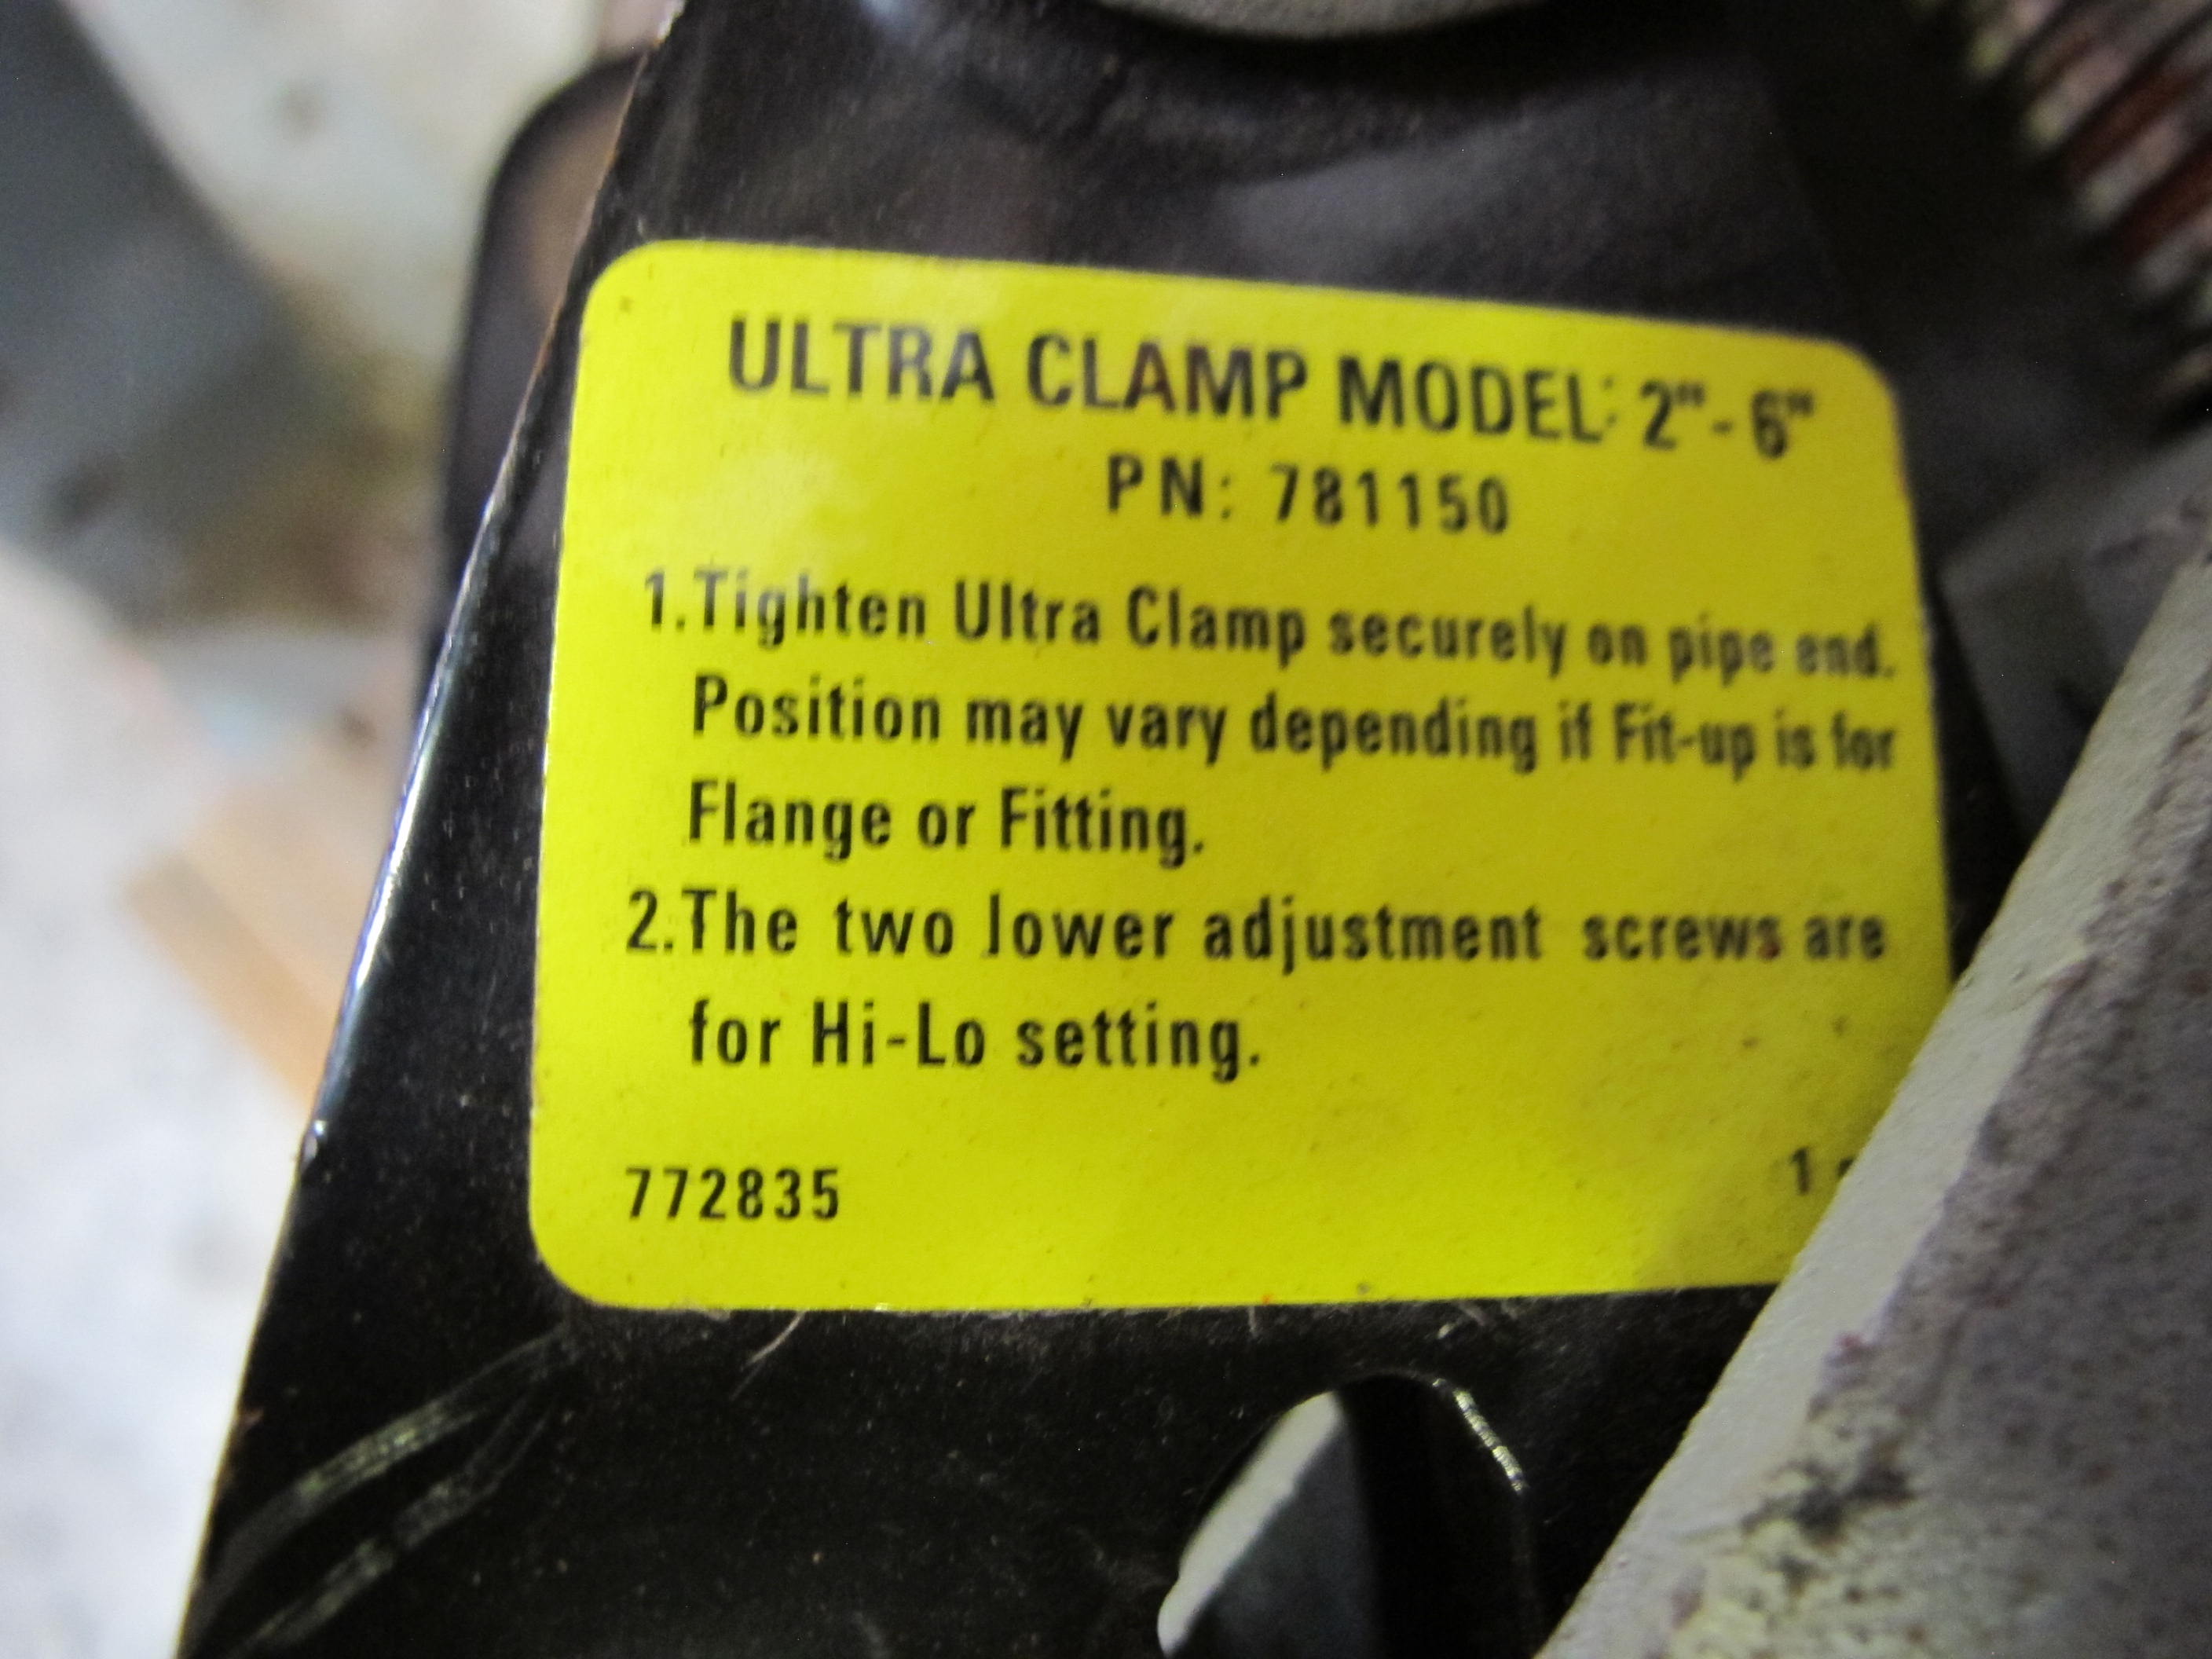 ULTRA CLAMP MODEL: 2" - 6"
PN: 781150
1. Tighten Ultra Clamp securely on pipe end.
Position may vary depending if Fit-up is for
Flange or Fitting.
2. The two lower adjustment screws are
for Hi-Lo setting.
772835 1